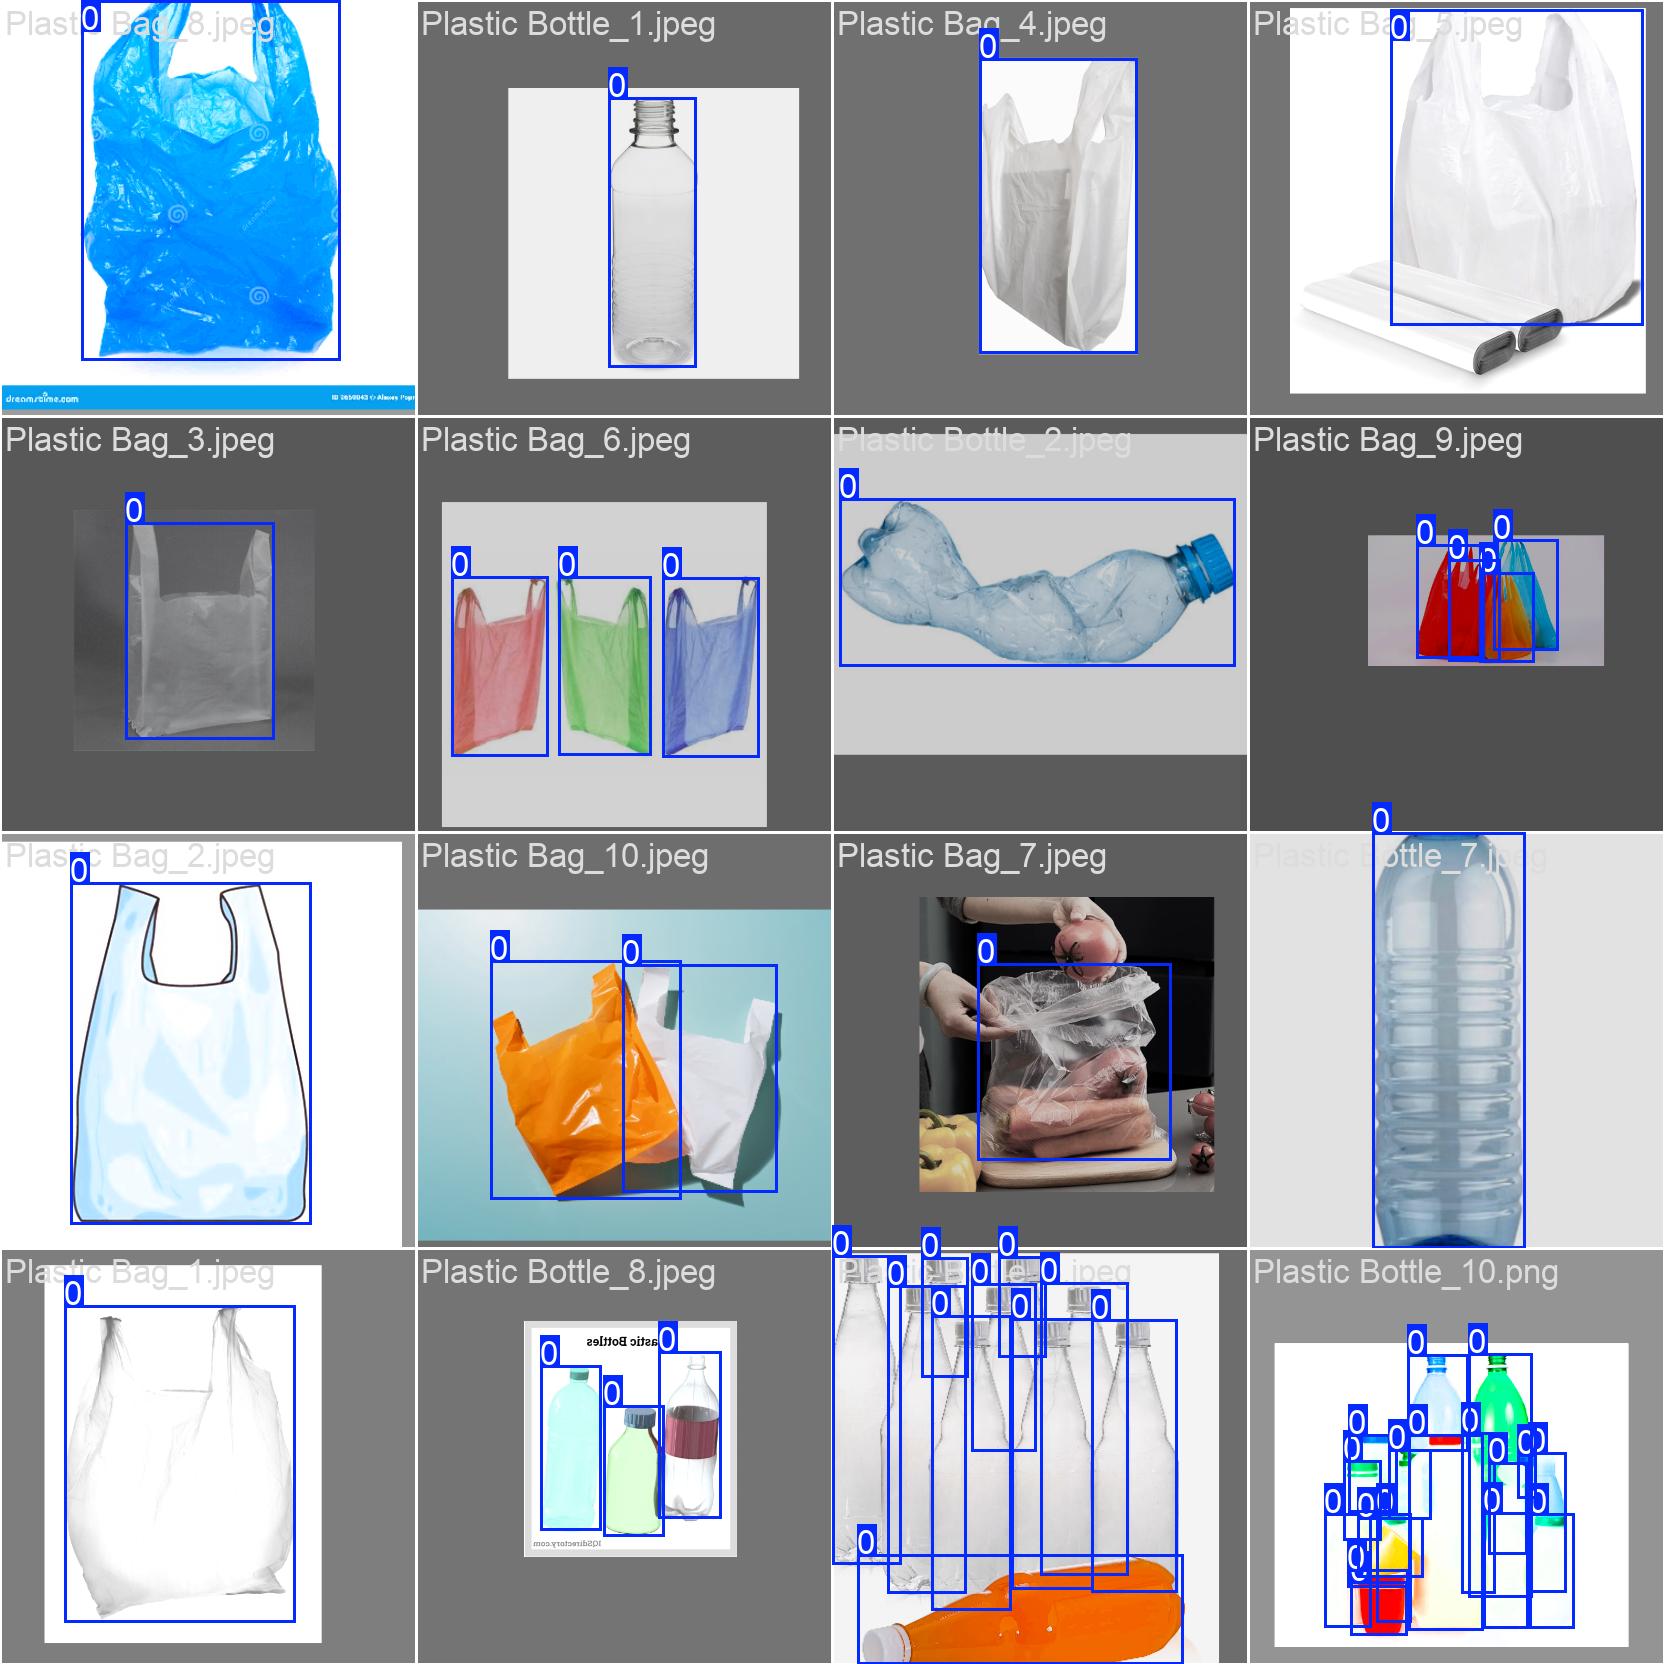 Plastic Bag_8.jpeg
0
dreamstime.com
Plastic Bottle_1.jpeg
0
Plastic Bag_4.jpeg
0
Plastic Bag_5.jpeg
0
Plastic Bag_3.jpeg
0
Plastic Bag_6.jpeg
0 0 0
Plastic Bottle_2.jpeg
0
Plastic Bag_9.jpeg
0 0 0 0
Plastic Bag_2.jpeg
0
Plastic Bag_10.jpeg
0 0
Plastic Bag_7.jpeg
0
Plastic Bottle_7.jpeg
0
Plastic Bag_1.jpeg
0
Plastic Bottle_8.jpeg
astic Bottles
0 0 0
IQSdirectory.com
.jpeg
0 0 0 0 0 0 0 0 0 0
Plastic Bottle_10.png
0 0 0 0 0 0 0 0 0 0 0 0 0 0 0 0